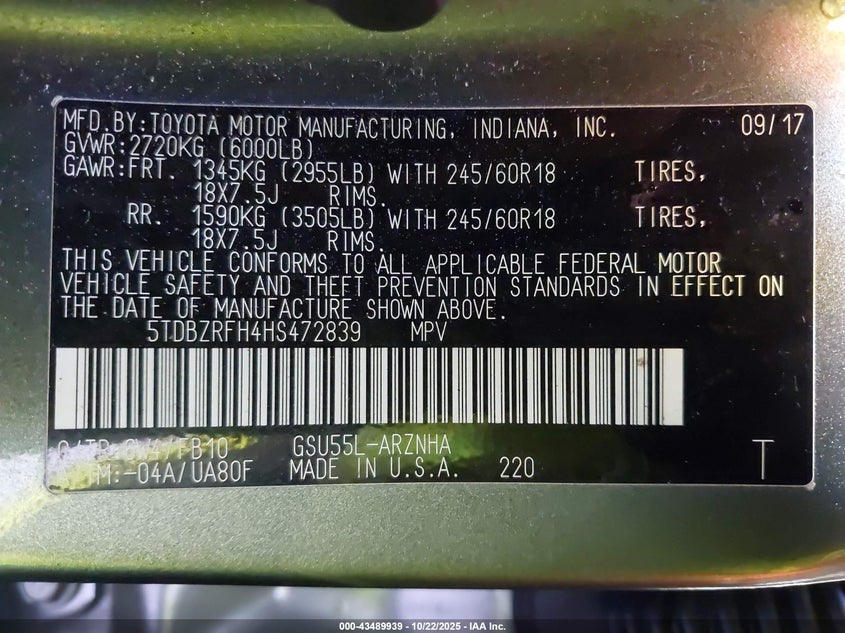 MFD. BY:TOYOTA MOTOR MANUFACTURING, INDIANA, INC. 09/17
GVWR:2720KG (6000LB)
GAWR:FRT. 1345KG (2955LB) WITH 245/60R18 TIRES,
18X7.5J RIMS.
RR. 1590KG (3505LB) WITH 245/60R18 TIRES,
18X7.5J RIMS.
THIS VEHICLE CONFORMS TO ALL APPLICABLE FEDERAL MOTOR
VEHICLE SAFETY AND THEFT PREVENTION STANDARDS IN EFFECT ON
THE DATE OF MANUFACTURE SHOWN ABOVE.
5TDBZRFH4HS472839 MPV
GSU55L-ARZNHA
-04A/UA80F MADE IN U.S.A. 220 T
000-43489939 - 10/22/2025 - IAA Inc.